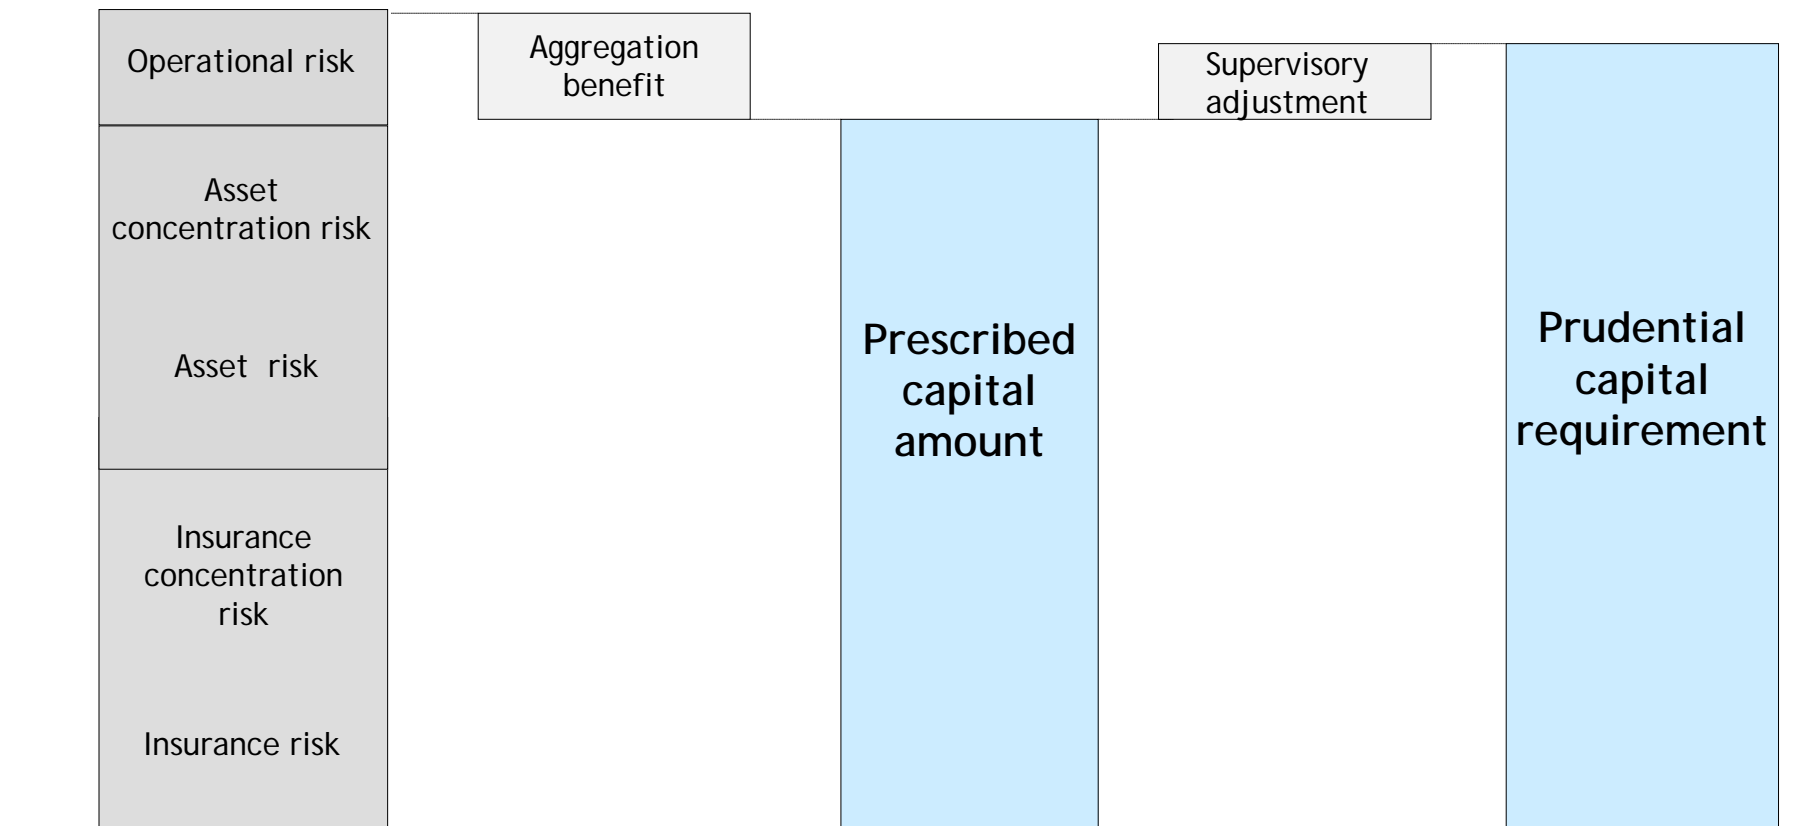 Operational risk
Asset
concentration risk
Asset risk
Insurance
concentration
risk
Insurance risk
Aggregation
benefit
Prescribed
capital
amount
Supervisory
adjustment
Prudential
capital
requirement